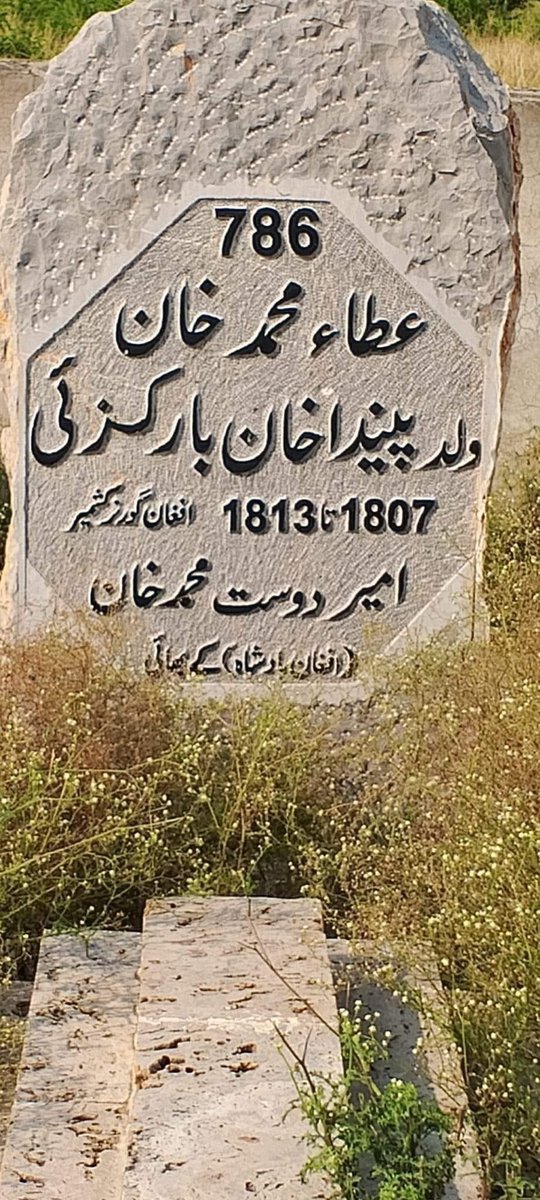 786
عطاء محمد خان
ولد پیندا خان بارکزئی
1807 تا 1813 افغان گورنر کشمیر
امیر دوست محمد خان
(افغان بادشاہ) کے بھائی